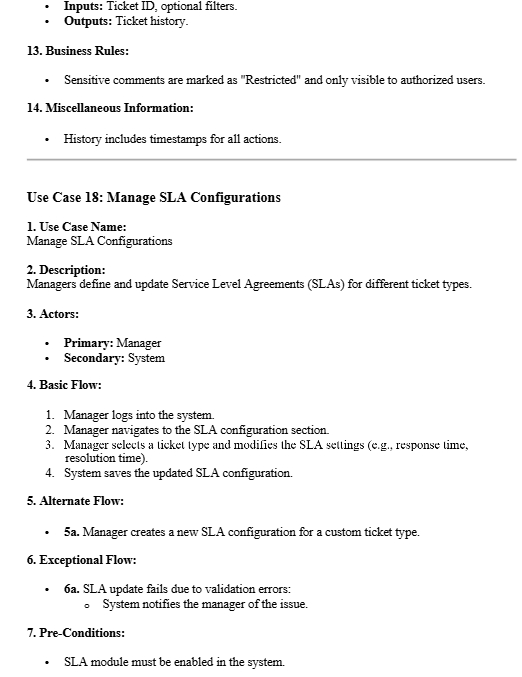 • Inputs: Ticket ID, optional filters.
• Outputs: Ticket history.
13. Business Rules:
• Sensitive comments are marked as "Restricted" and only visible to authorized users.
14. Miscellaneous Information:
• History includes timestamps for all actions.
Use Case 18: Manage SLA Configurations
1. Use Case Name:
Manage SLA Configurations
2. Description:
Managers define and update Service Level Agreements (SLAs) for different ticket types.
3. Actors:
• Primary: Manager
• Secondary: System
4. Basic Flow:
1. Manager logs into the system.
2. Manager navigates to the SLA configuration section.
3. Manager selects a ticket type and modifies the SLA settings (e.g., response time,
resolution time).
4. System saves the updated SLA configuration.
5. Alternate Flow:
• 5a. Manager creates a new SLA configuration for a custom ticket type.
6. Exceptional Flow:
• 6a. SLA update fails due to validation errors:
o System notifies the manager of the issue.
7. Pre-Conditions:
• SLA module must be enabled in the system.